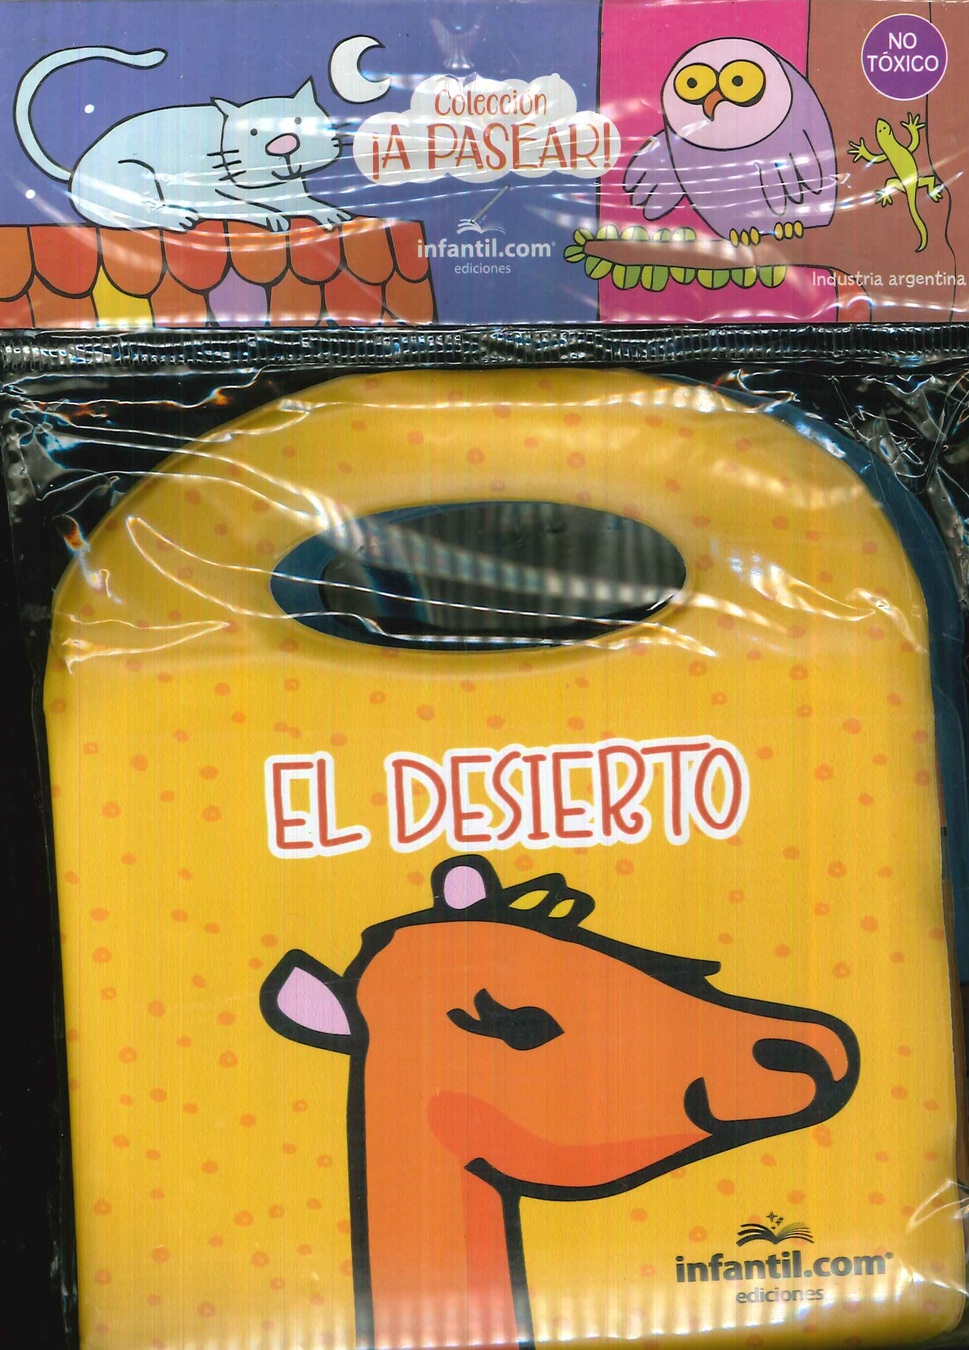 NO
TÓXICO
Colección
¡A PASEAR!
infantil.com
ediciones
Industria argentina
EL DESIERTO
infantil.com®
ediciones